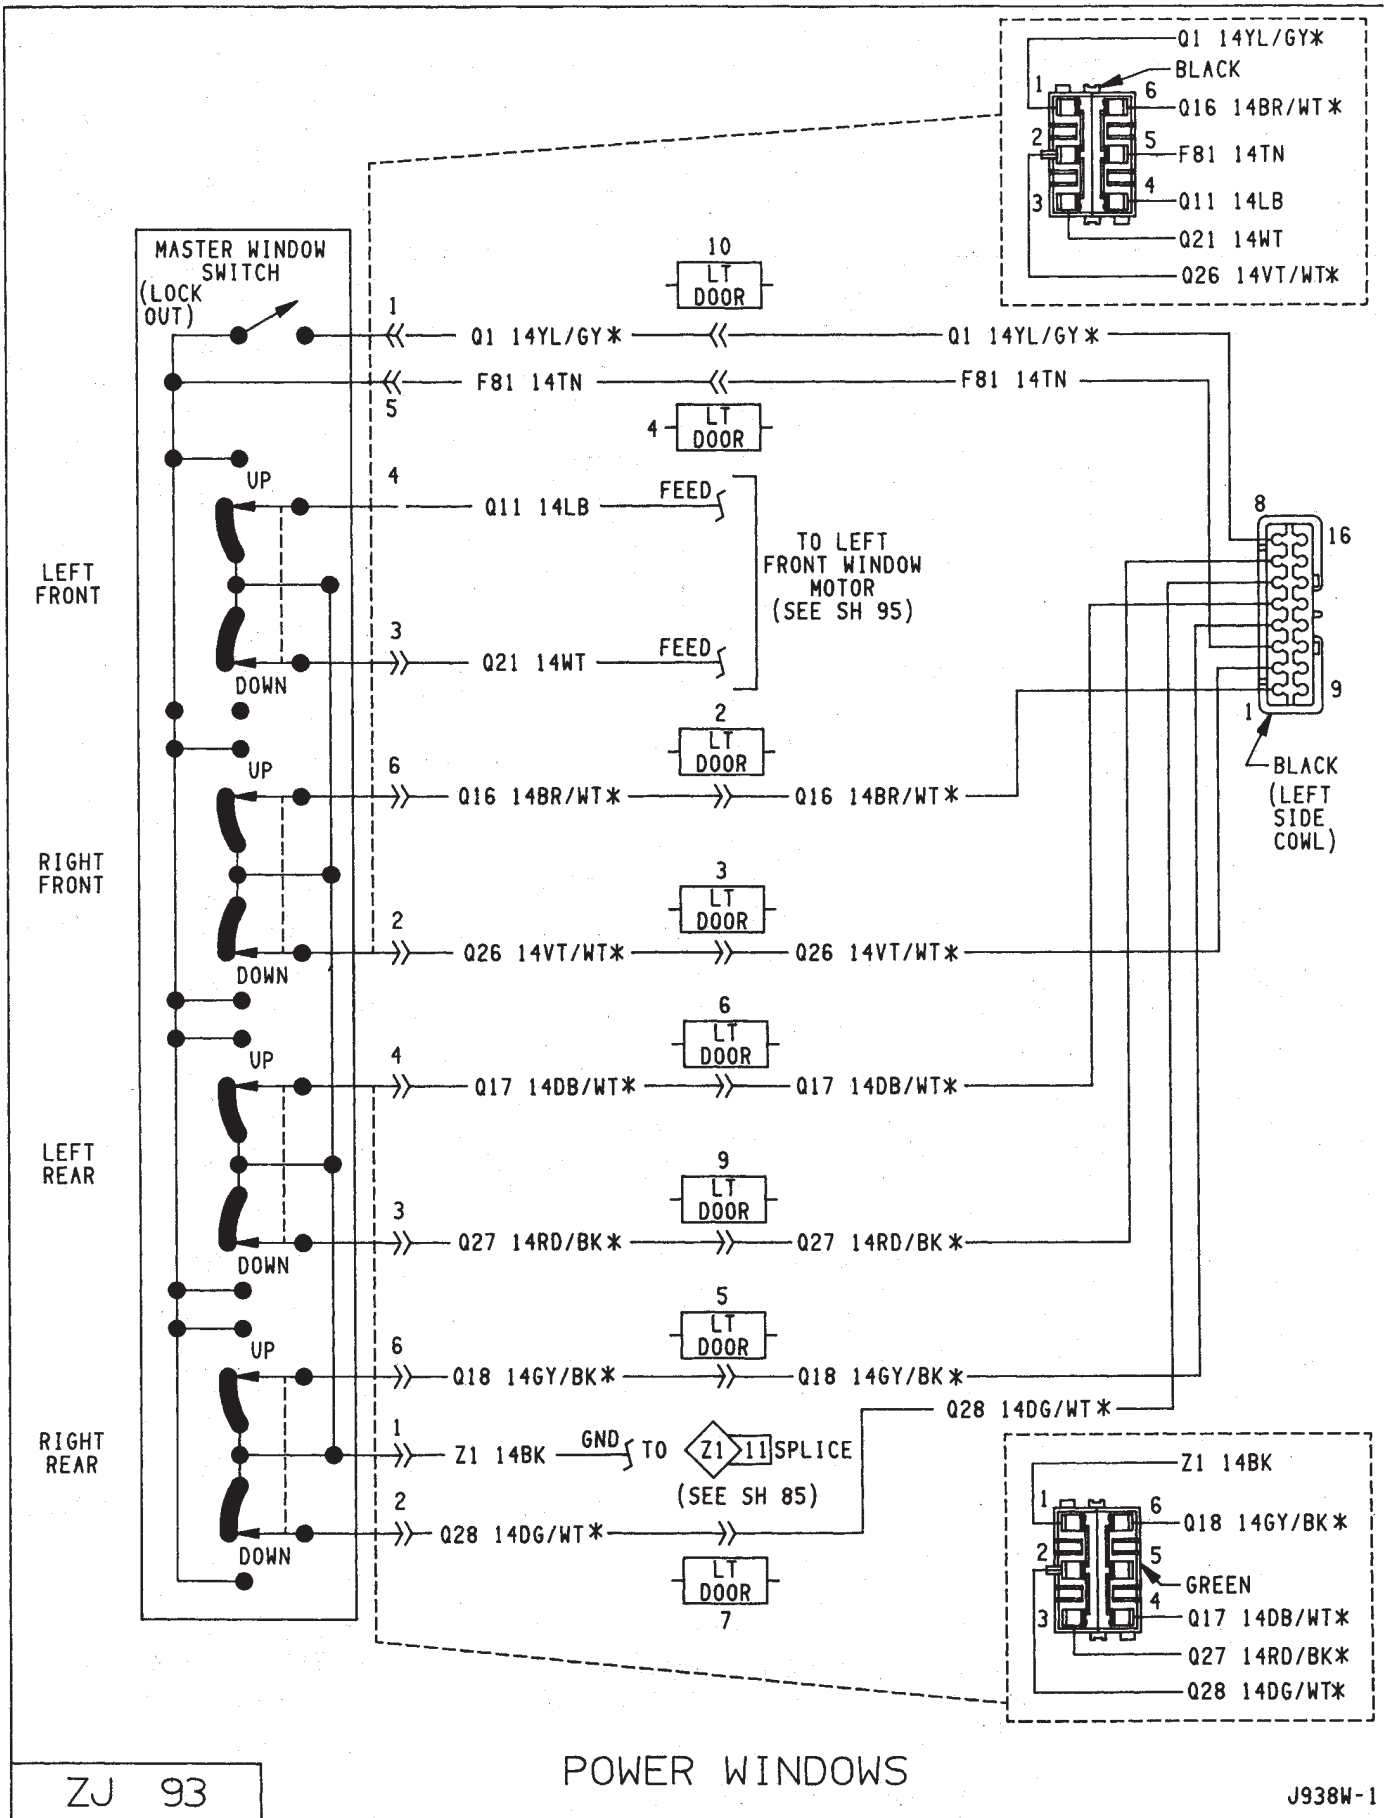 Q1 14YL/GY*
BLACK
1
6
Q16 14BR/WT*
2
5
F81 14TN
3
4
Q11 14LB
Q21 14WT
Q26 14VT/WT*
MASTER WINDOW
SWITCH
(LOCK
OUT)
10
LT
DOOR
1
Q1 14YL/GY*
Q1 14YL/GY*
F81 14TN
F81 14TN
5
4
LT
DOOR
UP
4
Q11 14LB
FEED
LEFT
FRONT
TO LEFT
FRONT WINDOW
MOTOR
(SEE SH 95)
8
16
3
Q21 14WT
FEED
DOWN
1
9
BLACK
(LEFT
SIDE
COWL)
2
LT
DOOR
UP
6
Q16 14BR/WT*
Q16 14BR/WT*
RIGHT
FRONT
3
LT
DOOR
2
Q26 14VT/WT*
Q26 14VT/WT*
DOWN
6
LT
DOOR
UP
4
Q17 14DB/WT*
Q17 14DB/WT*
LEFT
REAR
9
LT
DOOR
3
Q27 14RD/BK*
Q27 14RD/BK*
DOWN
5
LT
DOOR
UP
6
Q18 14GY/BK*
Q18 14GY/BK*
Q28 14DG/WT*
RIGHT
REAR
1
Z1 14BK
GND
TO
Z1
11
SPLICE
(SEE SH 85)
2
Q28 14DG/WT*
DOWN
LT
DOOR
7
Z1 14BK
1
6
Q18 14GY/BK*
2
5
GREEN
3
4
Q17 14DB/WT*
Q27 14RD/BK*
Q28 14DG/WT*
ZJ 93
POWER WINDOWS
J938W-1